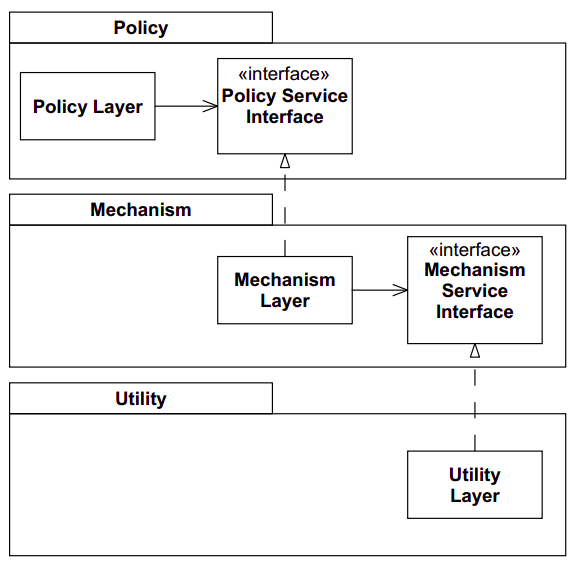 Policy
Policy Layer
«interface»
Policy Service
Interface
Mechanism
Mechanism
Layer
«interface»
Mechanism
Service
Interface
Utility
Utility
Layer